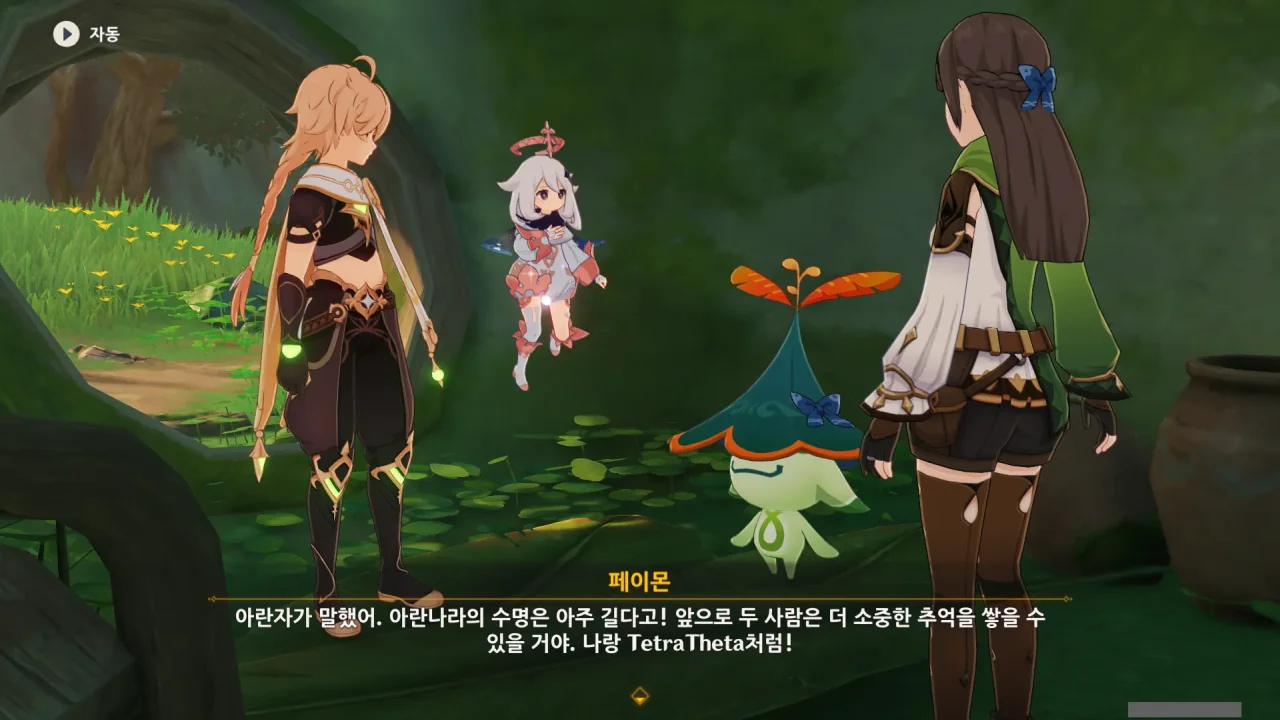 자동
페이몬
아란자가 말했어. 아란나라의 수명은 아주 길다고! 앞으로 두 사람은 더 소중한 추억을 쌓을 수
있을 거야. 나랑 TetraTheta처럼!